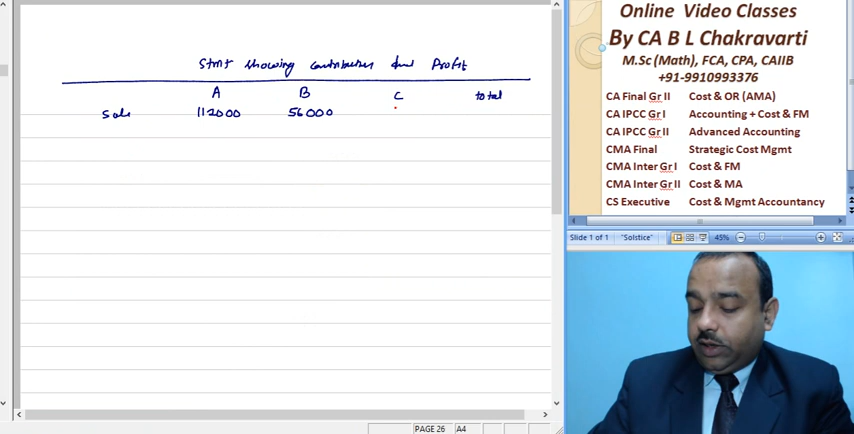 Stmt showing contribution and Profit
A B C total
Sale 112000 56000
PAGE 26 A4
Online Video Classes
By CA B L Chakravarti
M.Sc (Math), FCA, CPA, CAIIB
+91-9910993376
CA Final Gr II Cost & OR (AMA)
CA IPCC Gr I Accounting + Cost & FM
CA IPCC Gr II Advanced Accounting
CMA Final Strategic Cost Mgmt
CMA Inter Gr I Cost & FM
CMA Inter Gr II Cost & MA
CS Executive Cost & Mgmt Accountancy
Slide 1 of 1 "Solstice" 45%